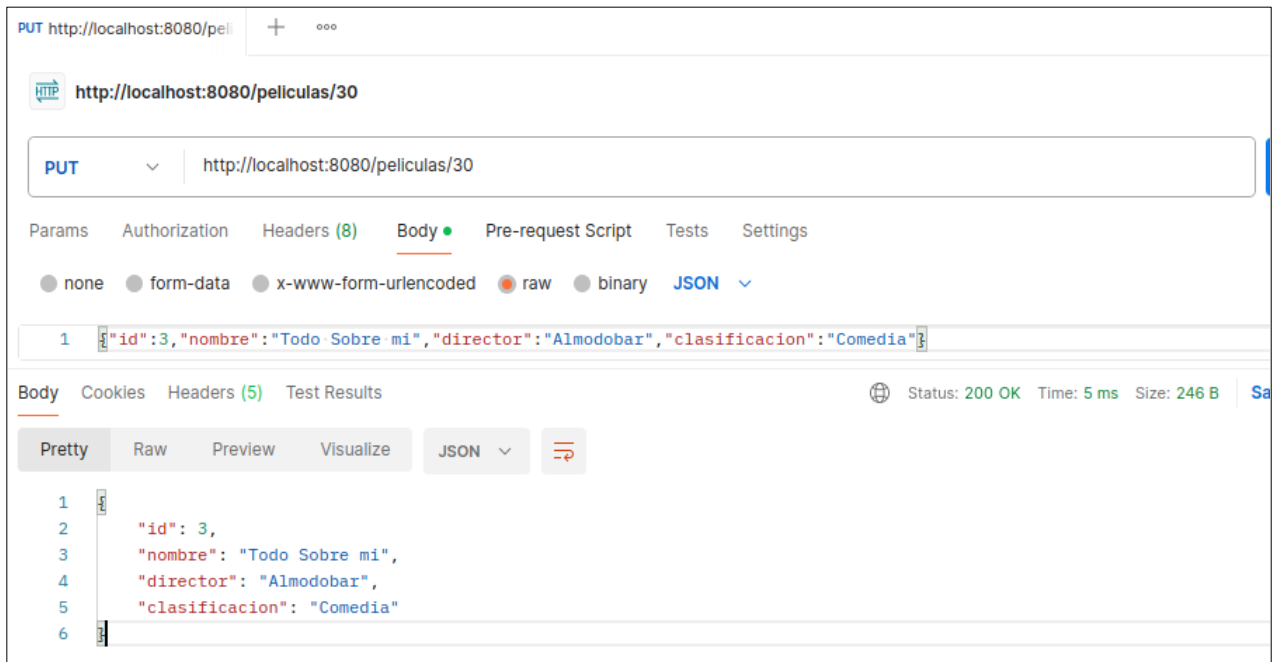 PUT http://localhost:8080/peli
HTTP http://localhost:8080/peliculas/30
PUT http://localhost:8080/peliculas/30
Params Authorization Headers (8) Body Pre-request Script Tests Settings
none form-data x-www-form-urlencoded raw binary JSON
1 {"id":3,"nombre":"Todo Sobre mi","director":"Almodobar","clasificacion":"Comedia"}
Body Cookies Headers (5) Test Results Status: 200 OK Time: 5 ms Size: 246 B Sa
Pretty Raw Preview Visualize JSON
1 {
2 "id": 3,
3 "nombre": "Todo Sobre mi",
4 "director": "Almodobar",
5 "clasificacion": "Comedia"
6 }